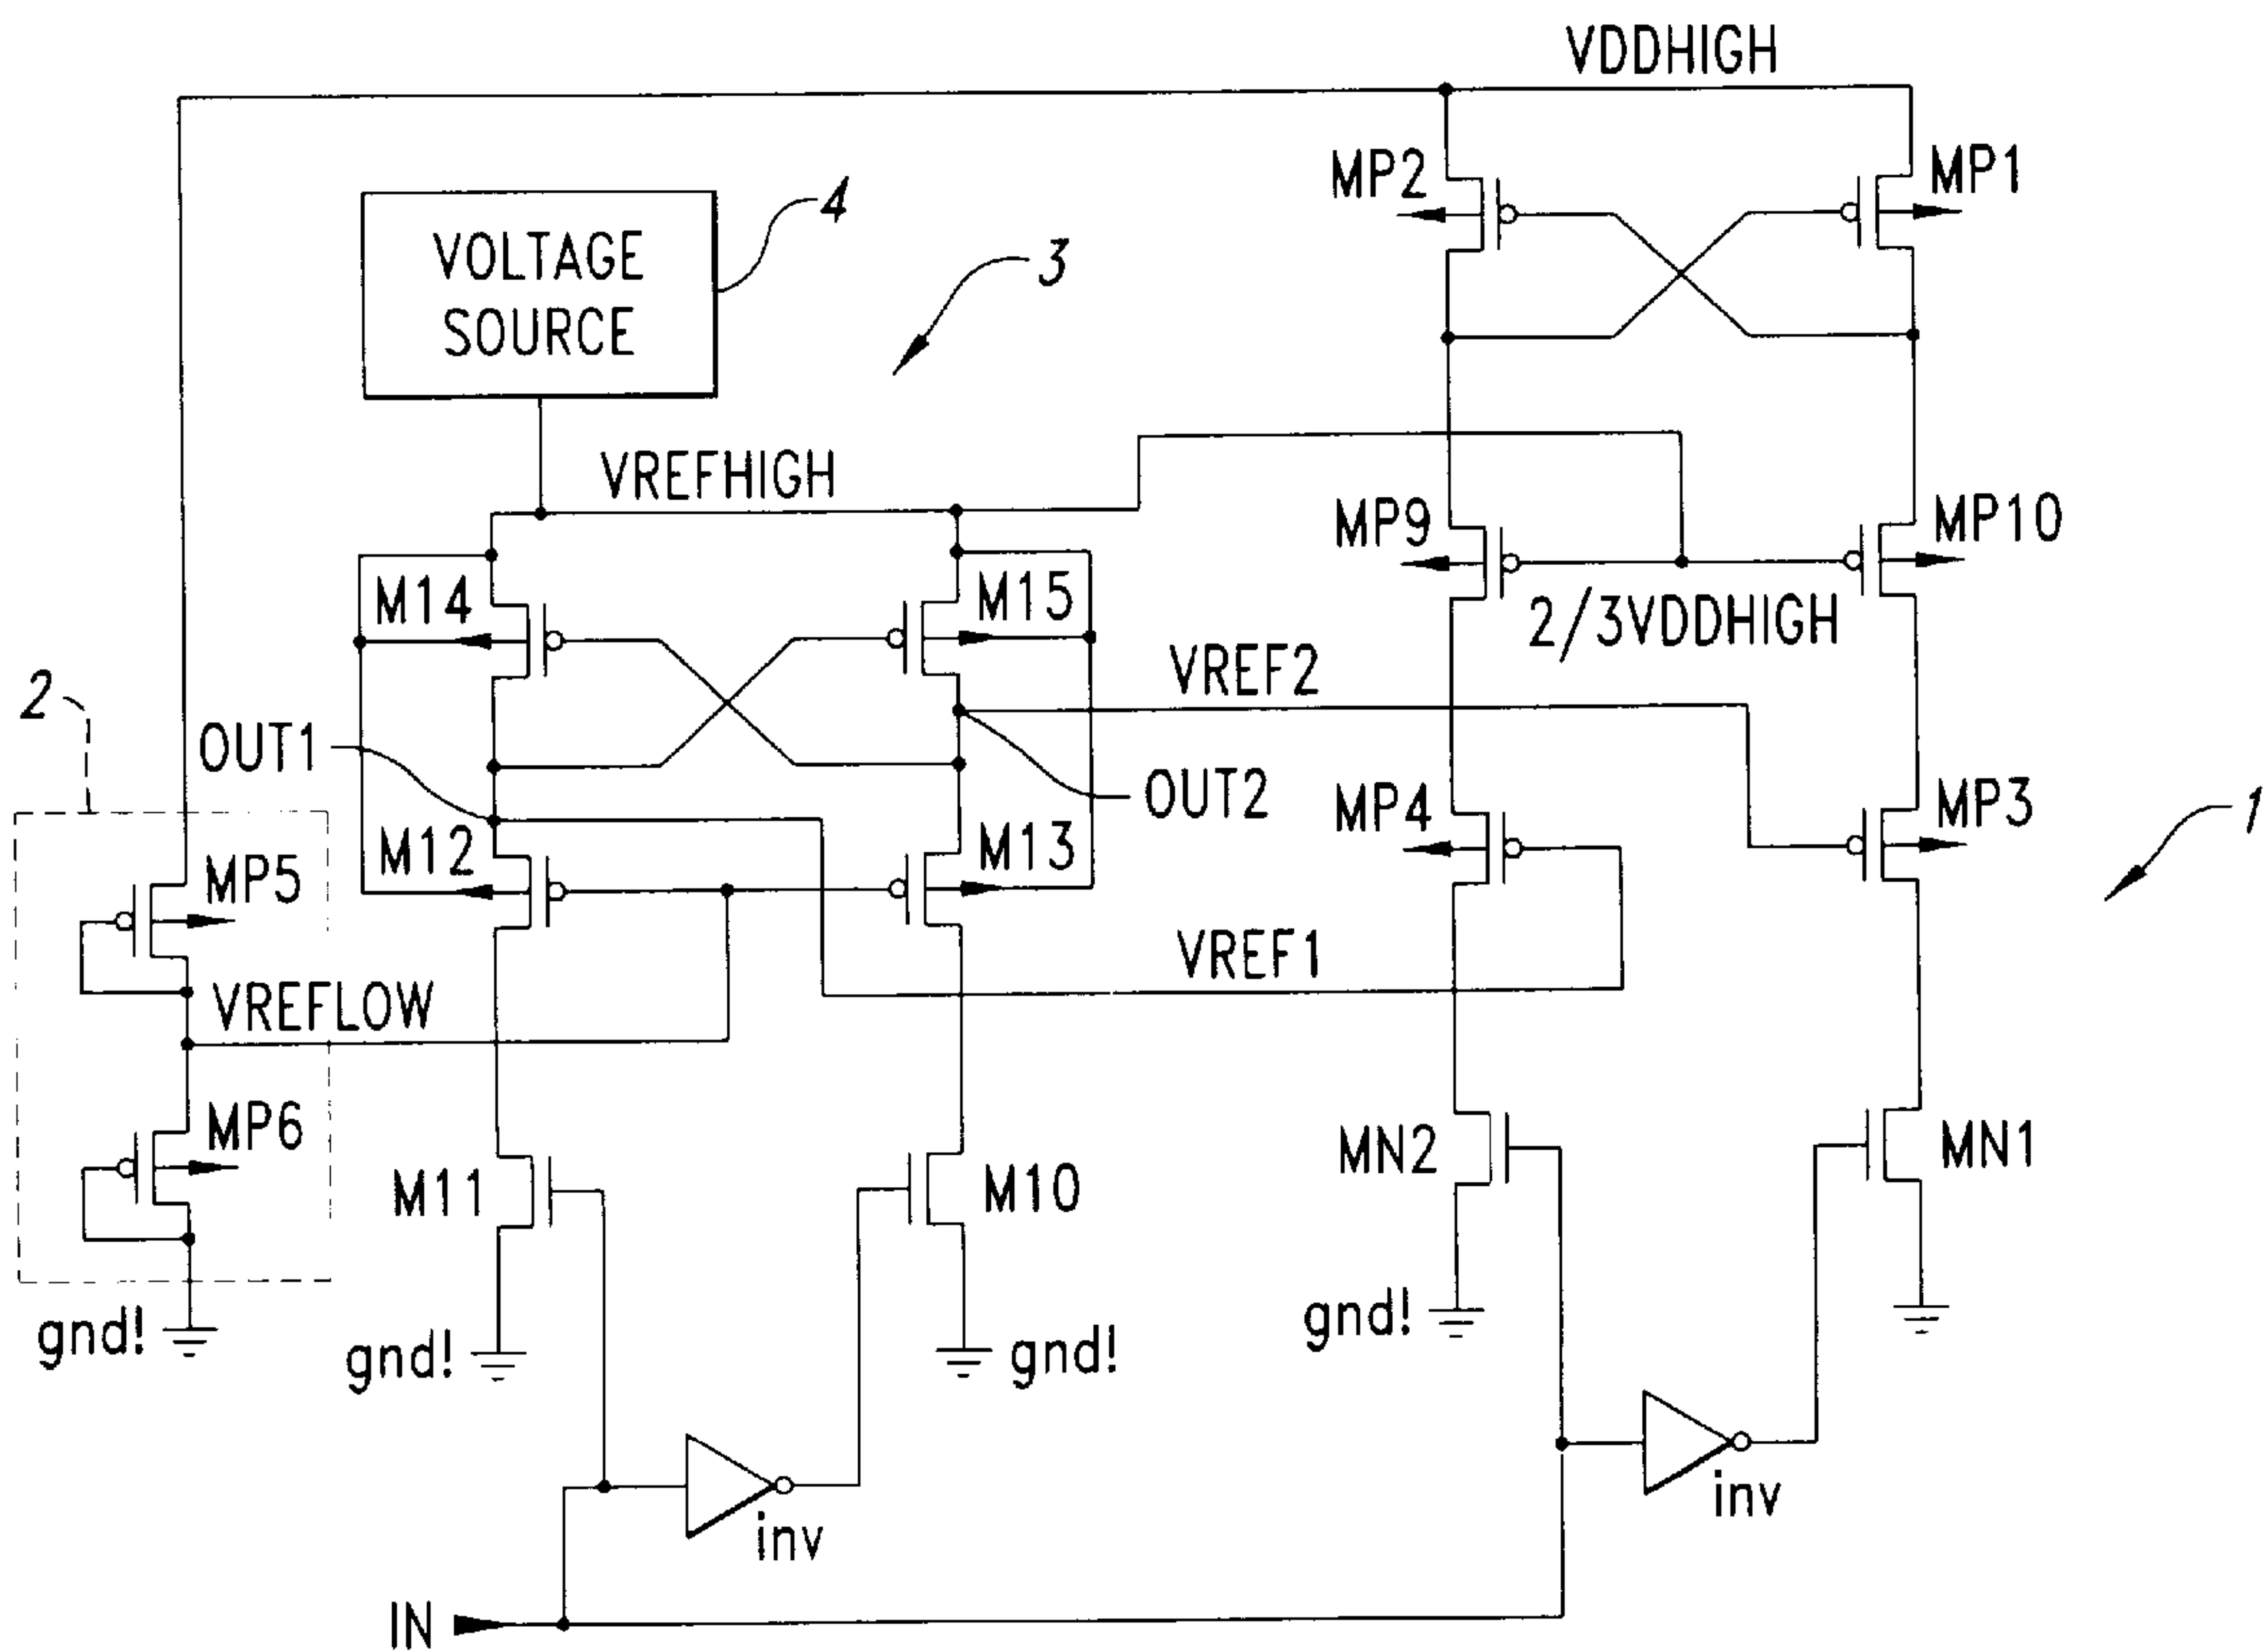 VDDHIGH
MP2
MP1
VOLTAGE
SOURCE
4
3
VREFHIGH
MP9
MP10
M14
M15
2/3VDDHIGH
2
VREF2
OUT1
OUT2
MP4
MP3
1
M12
M13
MP5
VREF1
VREFLOW
MP6
MN2
MN1
M11
M10
gnd!
gnd!
gnd!
gnd!
inv
inv
IN